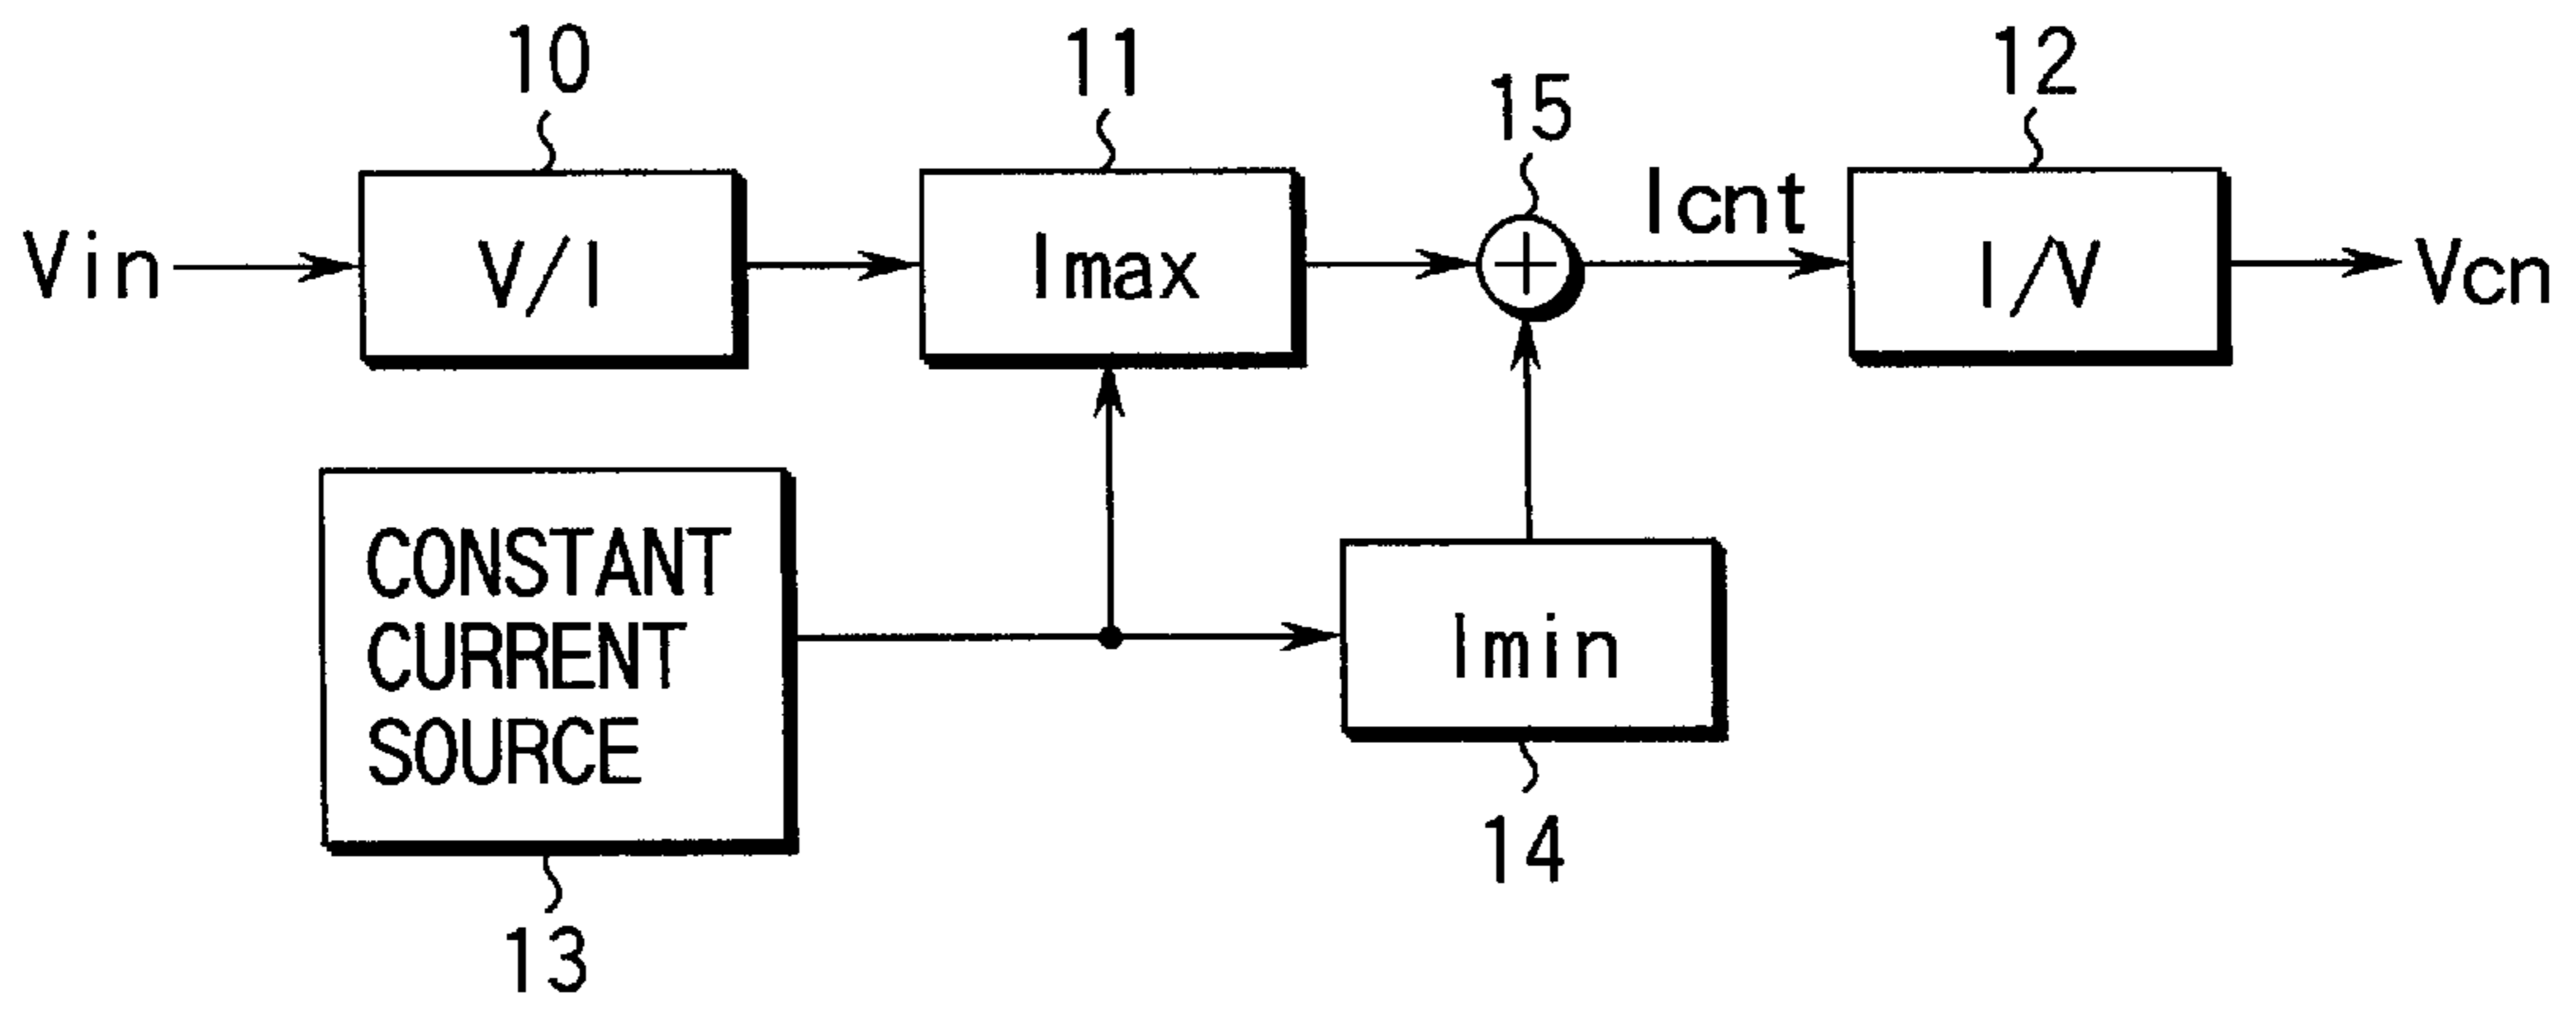 10
11
15
12
Vin
V/I
Imax
+
Icnt
I/V
Vcn
CONSTANT
CURRENT
SOURCE
Imin
13
14